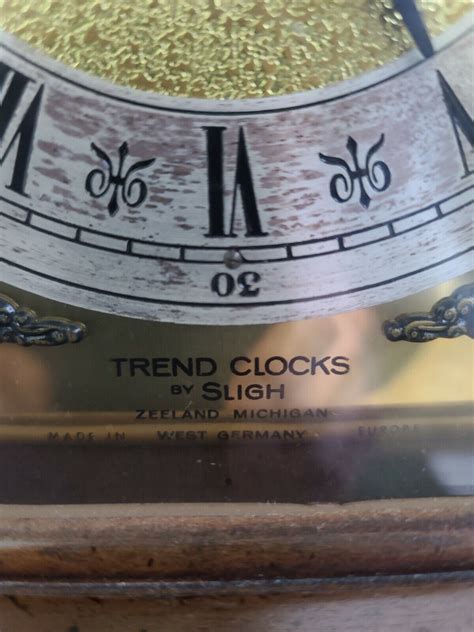 VI
30
TREND CLOCKS
BY SLIGH
ZEELAND MICHIGAN
MADE IN WEST GERMANY EUROPE